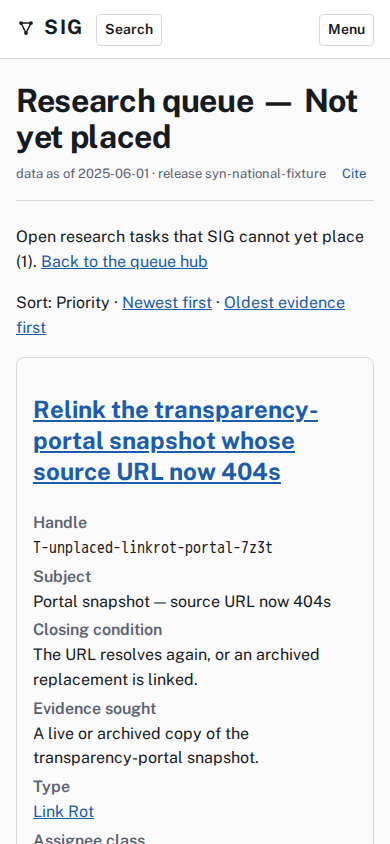 SIG
Search
Menu
Research queue — Not
yet placed
data as of 2025-06-01 · release syn-national-fixture
Cite
Open research tasks that SIG cannot yet place
(1). Back to the queue hub
Sort: Priority · Newest first · Oldest evidence
first
Relink the transparency-
portal snapshot whose
source URL now 404s
Handle
T-unplaced-linkrot-portal-7z3t
Subject
Portal snapshot — source URL now 404s
Closing condition
The URL resolves again, or an archived
replacement is linked.
Evidence sought
A live or archived copy of the
transparency-portal snapshot.
Type
Link Rot
Assignee class